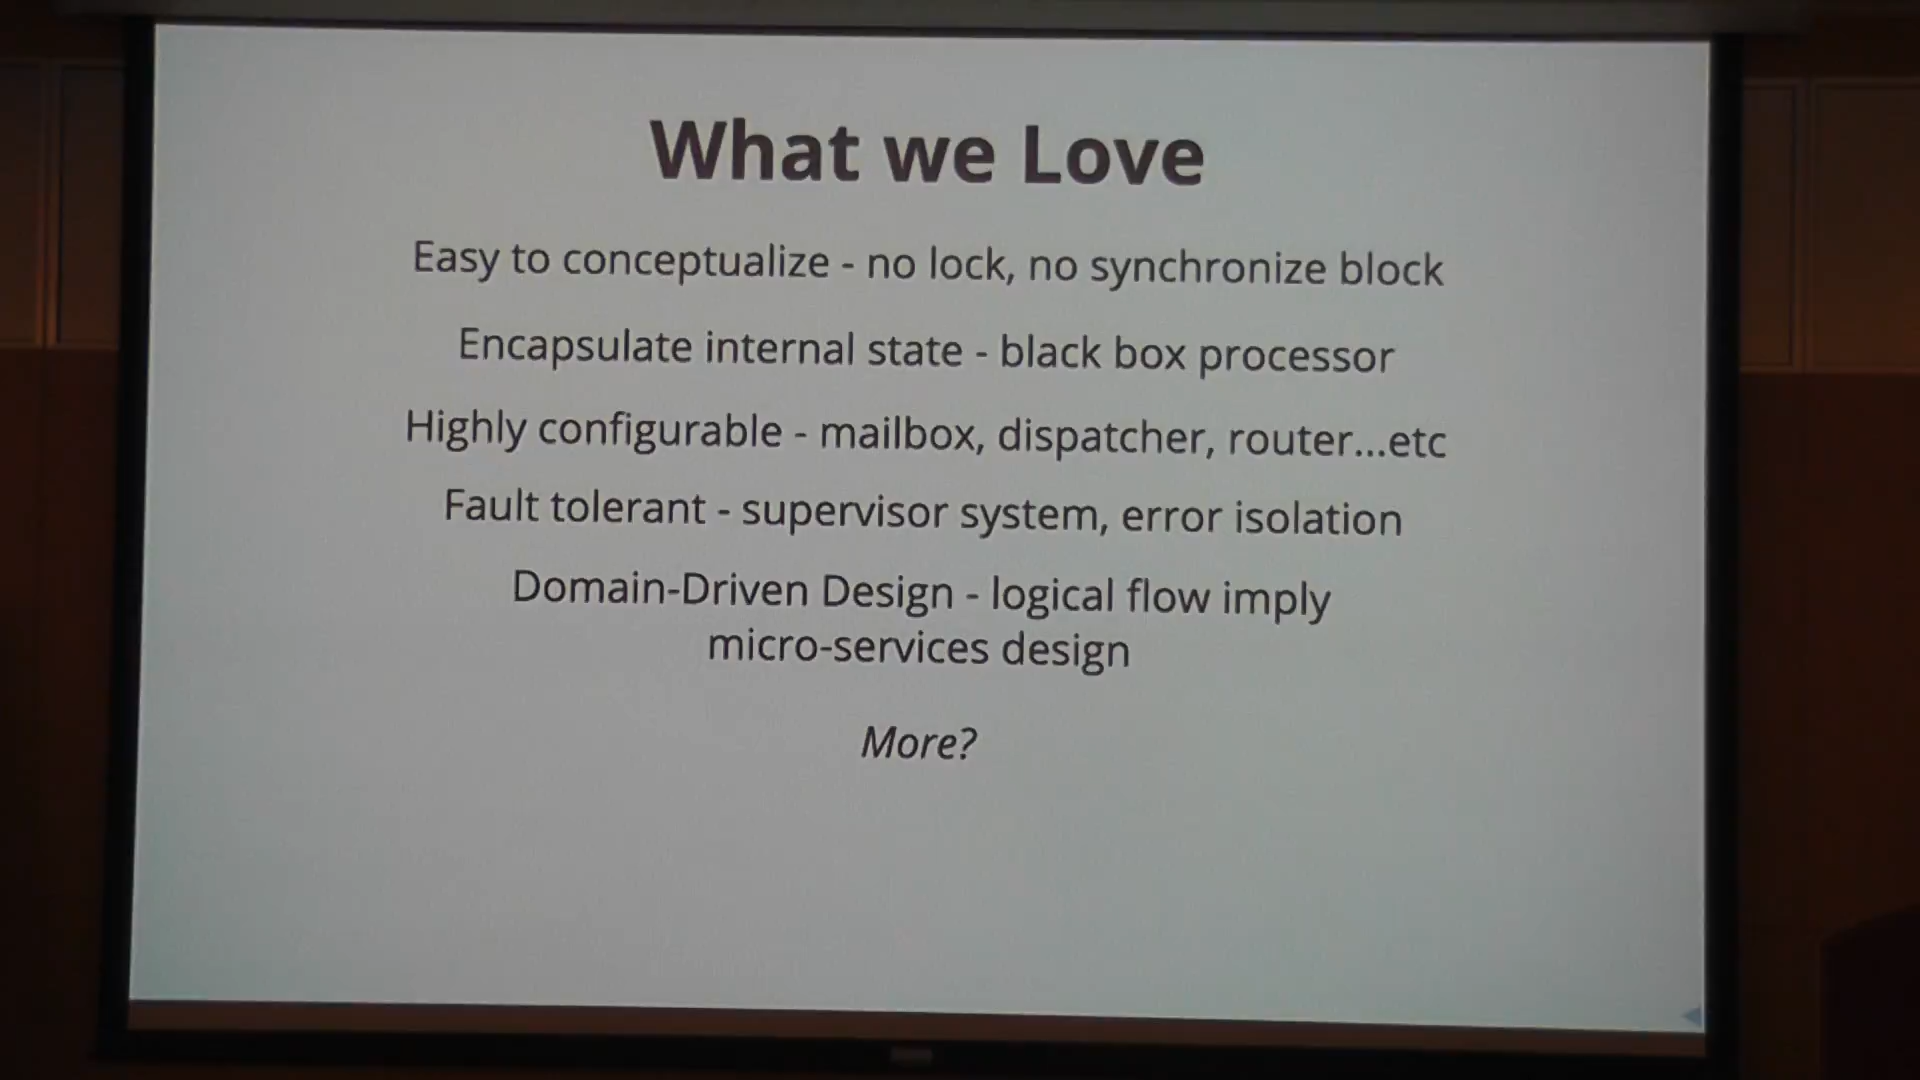 What we Love
Easy to conceptualize - no lock, no synchronize block
Encapsulate internal state - black box processor
Highly configurable - mailbox, dispatcher, router...etc
Fault tolerant - supervisor system, error isolation
Domain-Driven Design - logical flow imply
micro-services design
More?